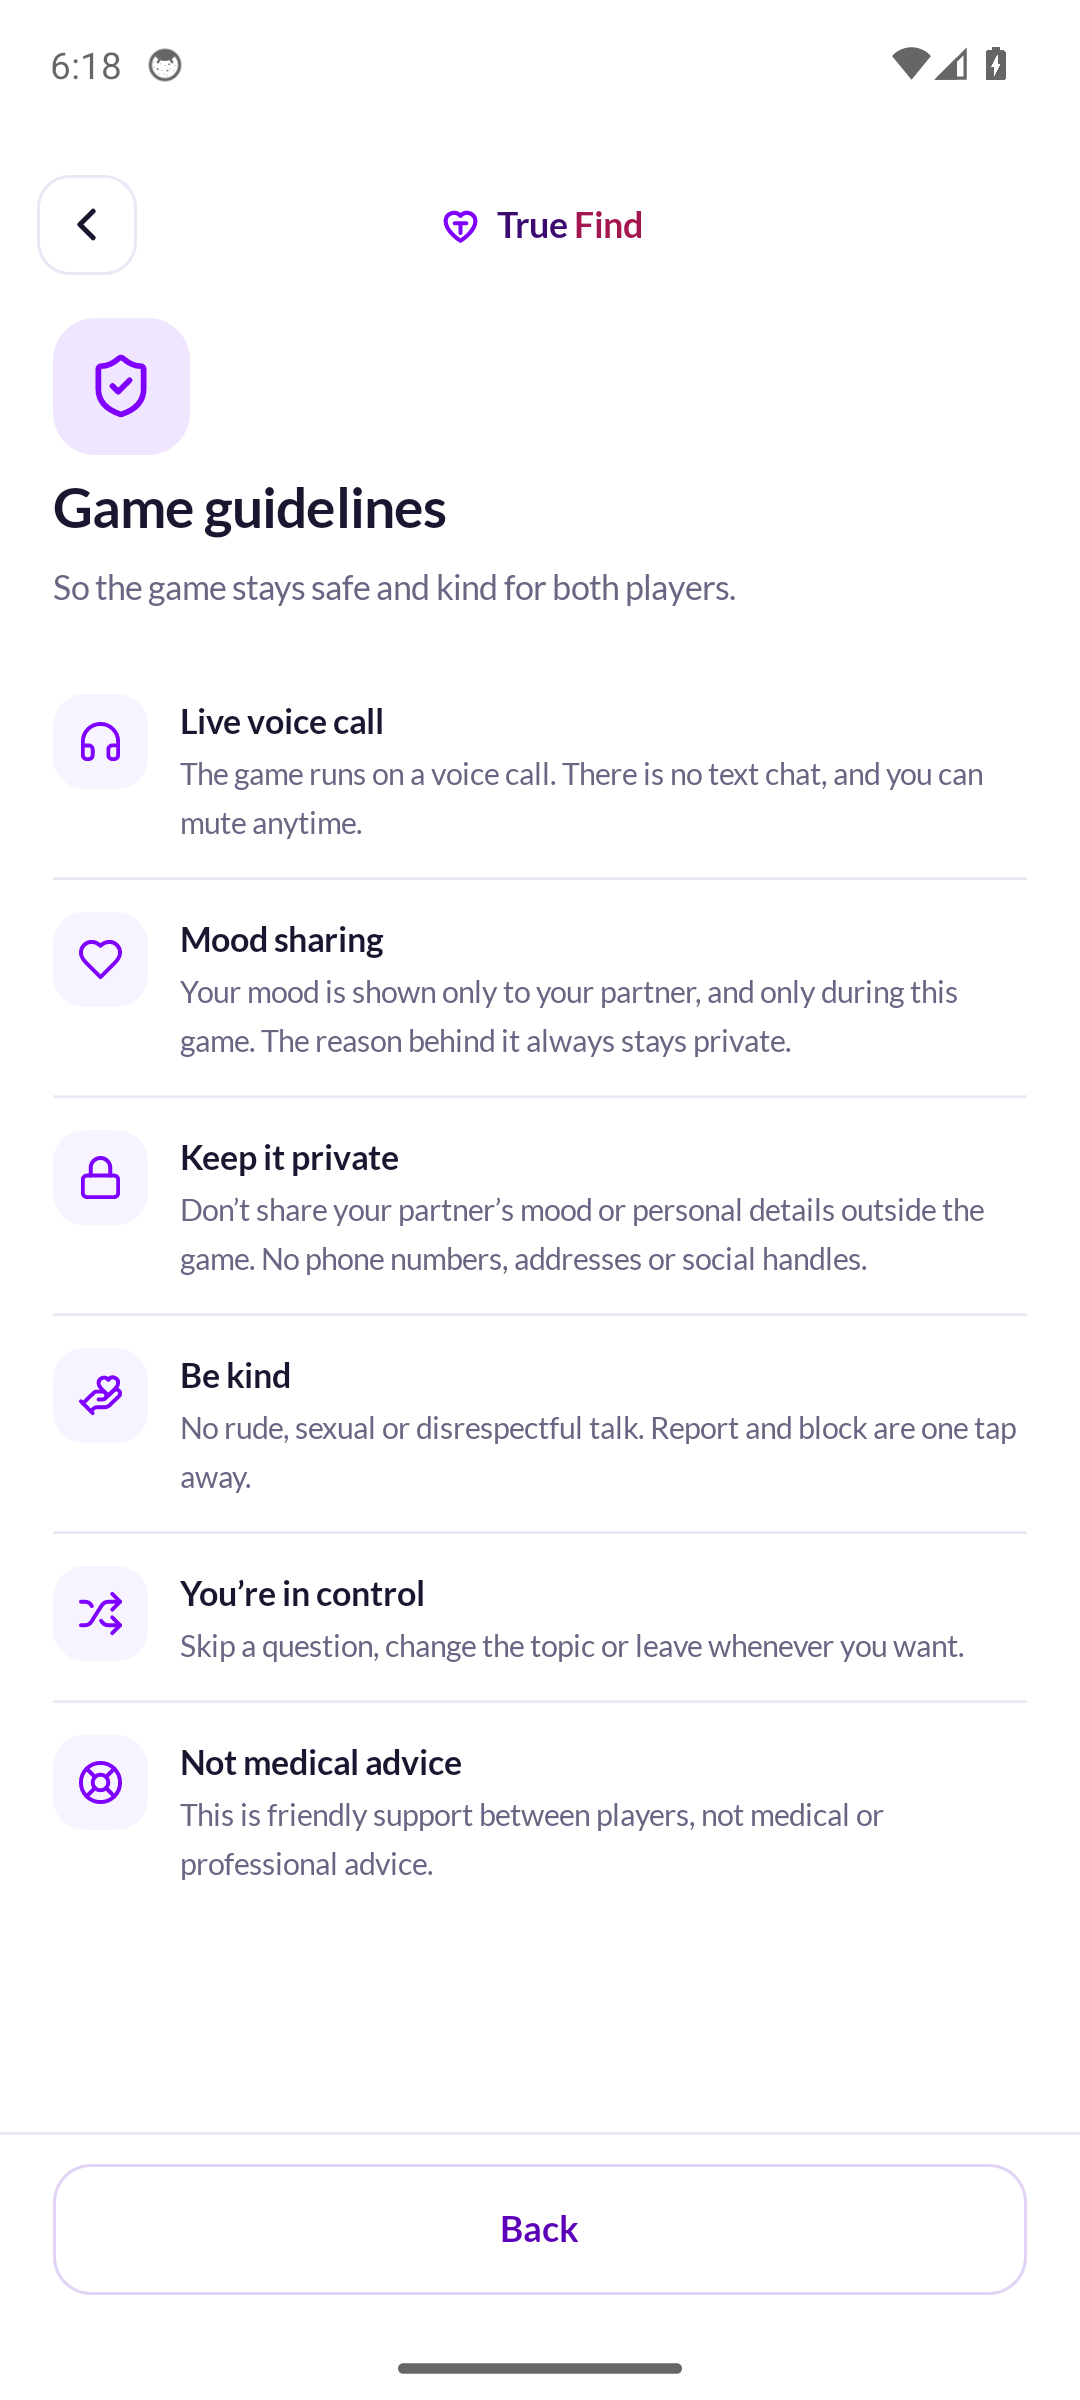 6:18
True Find
Game guidelines
So the game stays safe and kind for both players.
Live voice call
The game runs on a voice call. There is no text chat, and you can
mute anytime.
Mood sharing
Your mood is shown only to your partner, and only during this
game. The reason behind it always stays private.
Keep it private
Don’t share your partner’s mood or personal details outside the
game. No phone numbers, addresses or social handles.
Be kind
No rude, sexual or disrespectful talk. Report and block are one tap
away.
You’re in control
Skip a question, change the topic or leave whenever you want.
Not medical advice
This is friendly support between players, not medical or
professional advice.
Back